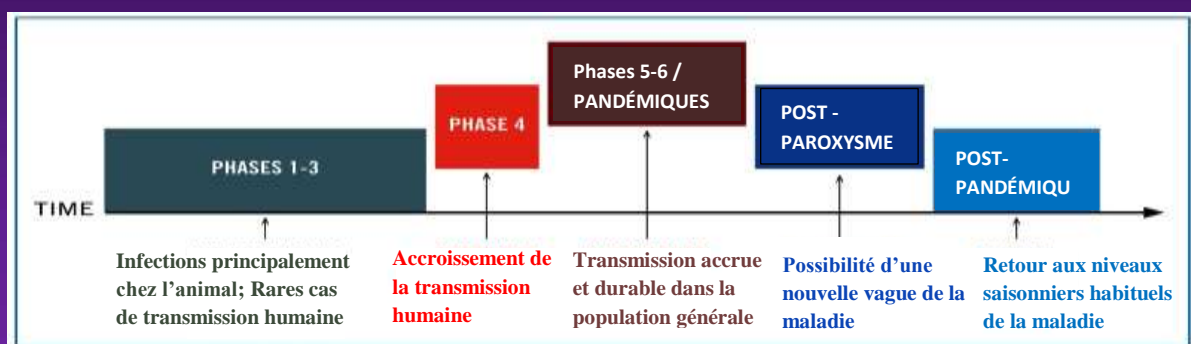 Phases 5-6 /
PANDÉMIQUES
PHASE 4
POST -
PAROXYSME
PHASES 1-3
POST-
PANDÉMIQU
TIME
Infections principalement
chez l’animal; Rares cas
de transmission humaine
Accroissement de
la transmission
humaine
Transmission accrue
et durable dans la
population générale
Possibilité d’une
nouvelle vague de la
maladie
Retour aux niveaux
saisonniers habituels
de la maladie